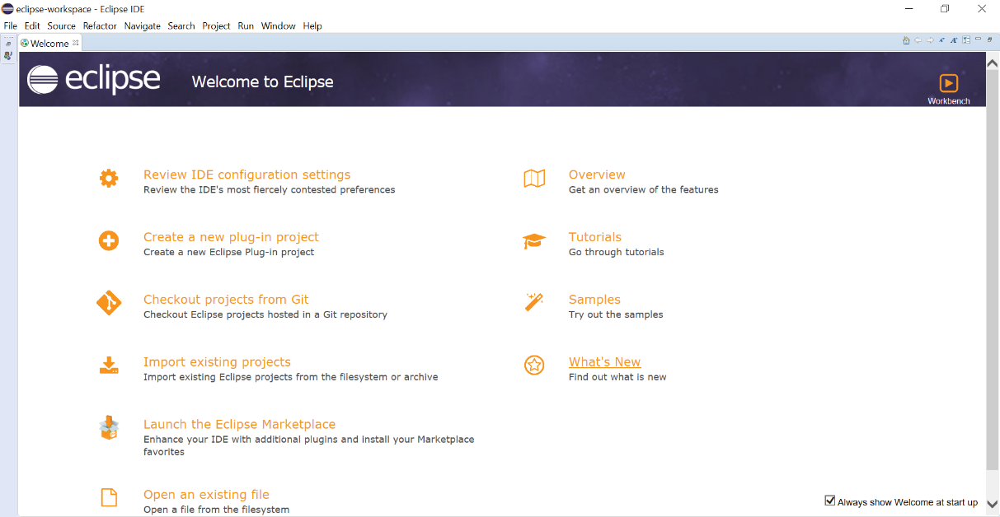 eclipse-workspace - Eclipse IDE
File Edit Source Refactor Navigate Search Project Run Window Help
Welcome
eclipse
Welcome to Eclipse
Workbench
Review IDE configuration settings
Review the IDE's most fiercely contested preferences
Create a new plug-in project
Create a new Eclipse Plug-in project
Checkout projects from Git
Checkout Eclipse projects hosted in a Git repository
Import existing projects
Import existing Eclipse projects from the filesystem or archive
Launch the Eclipse Marketplace
Enhance your IDE with additional plugins and install your Marketplace
favorites
Open an existing file
Open a file from the filesystem
Overview
Get an overview of the features
Tutorials
Go through tutorials
Samples
Try out the samples
What's New
Find out what is new
Always show Welcome at start up